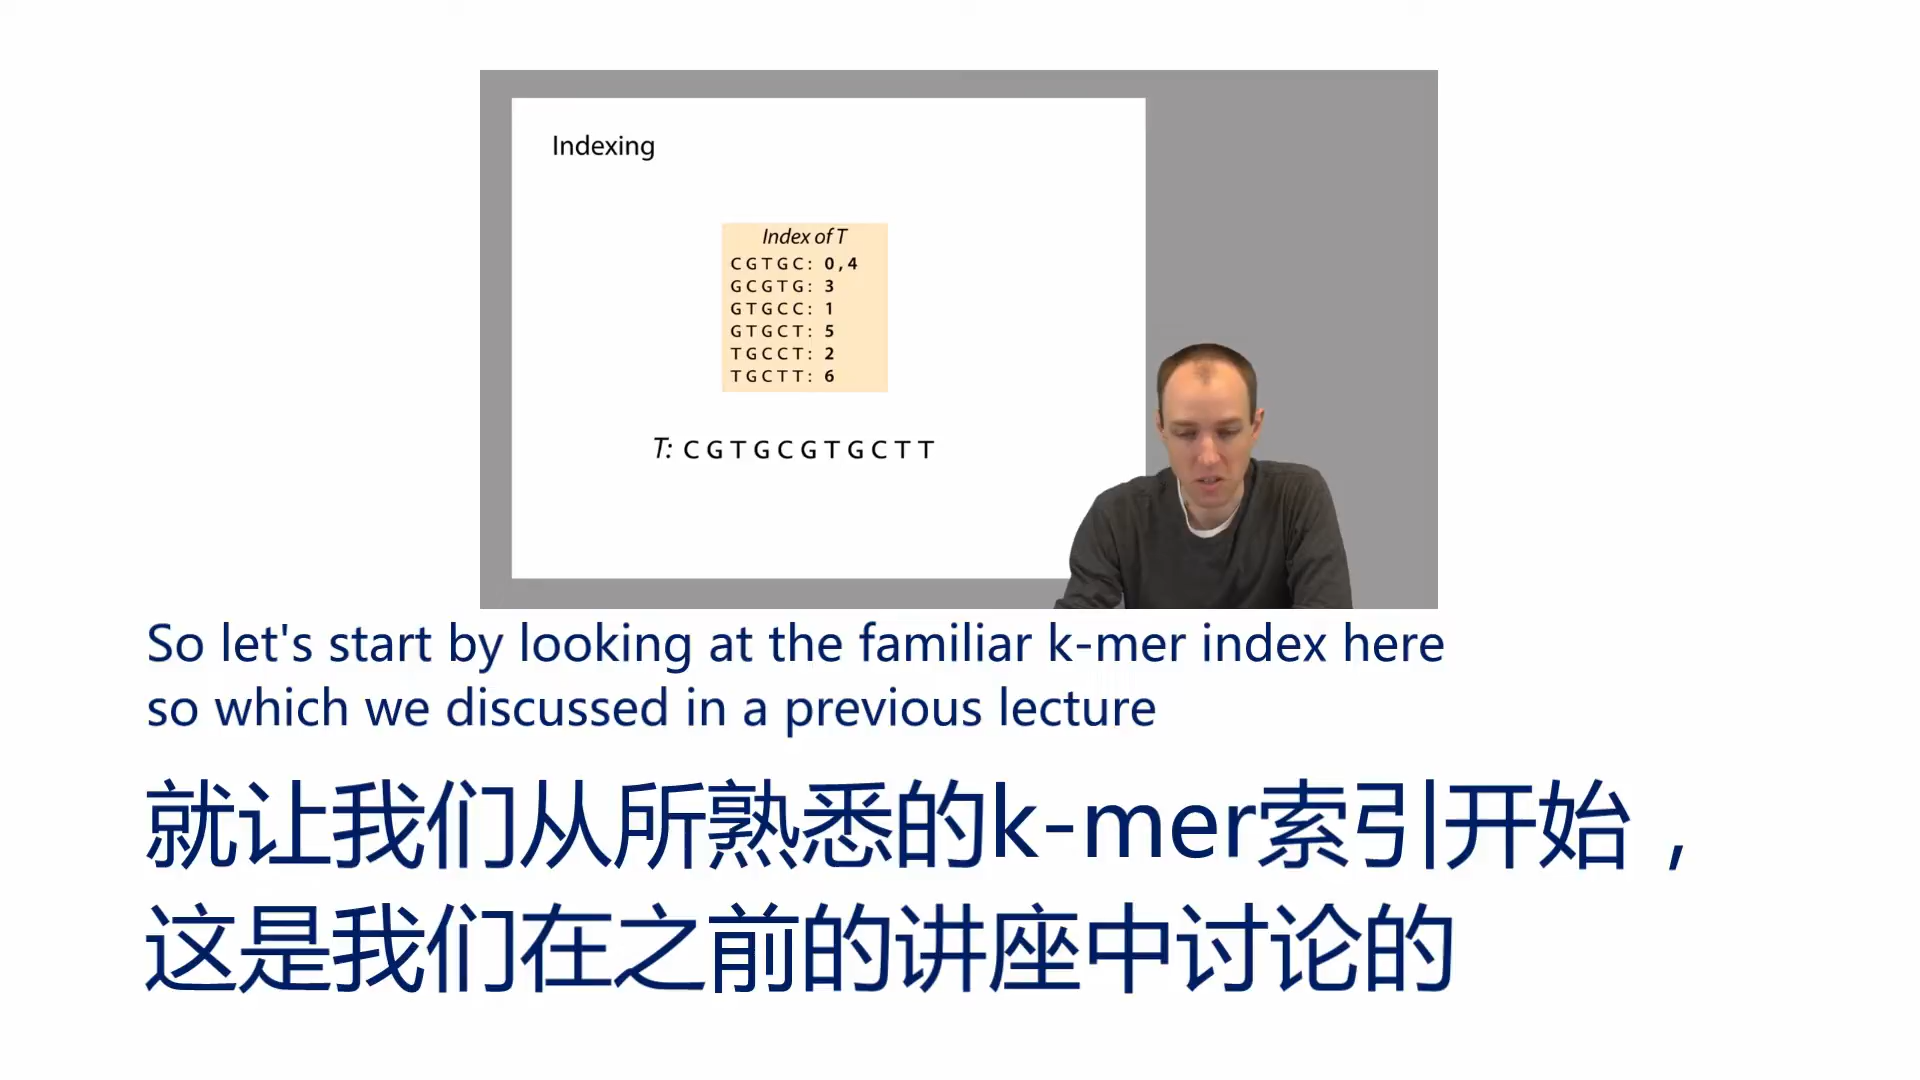 Indexing
Index of T
CGTGC: 0,4
GCGTG: 3
GTGCC: 1
GTGCT: 5
TGCCT: 2
TGCTT: 6
T: CGTGCGTGCTT
So let's start by looking at the familiar k-mer index here
so which we discussed in a previous lecture
就让我们从所熟悉的k-mer索引开始，
这是我们在之前的讲座中讨论的